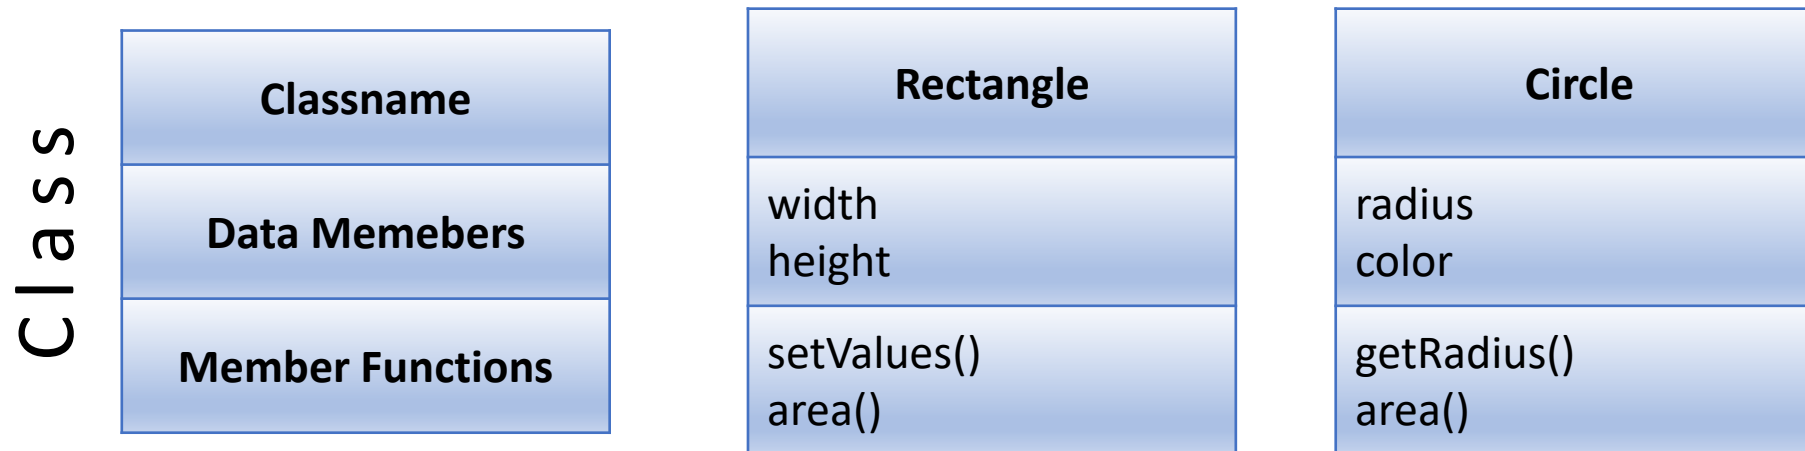 Class
Classname
Data Memebers
Member Functions
Rectangle
width
height
setValues()
area()
Circle
radius
color
getRadius()
area()